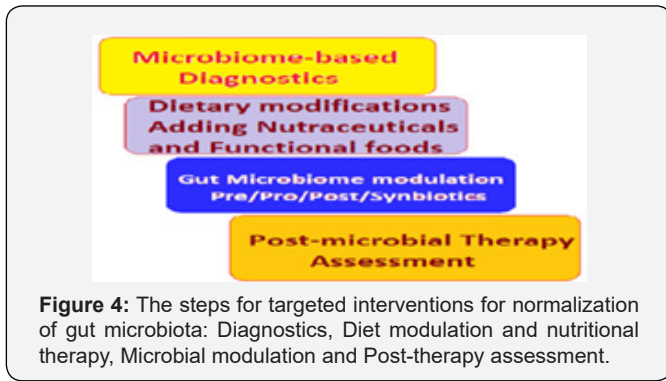 Microbiome-based
Diagnostics
Dietary modifications
Adding Nutraceuticals
and Functional foods
Gut Microbiome modulation
Pre/Pro/Post/Synbiotics
Post-microbial Therapy
Assessment
Figure 4: The steps for targeted interventions for normalization
of gut microbiota: Diagnostics, Diet modulation and nutritional
therapy, Microbial modulation and Post-therapy assessment.